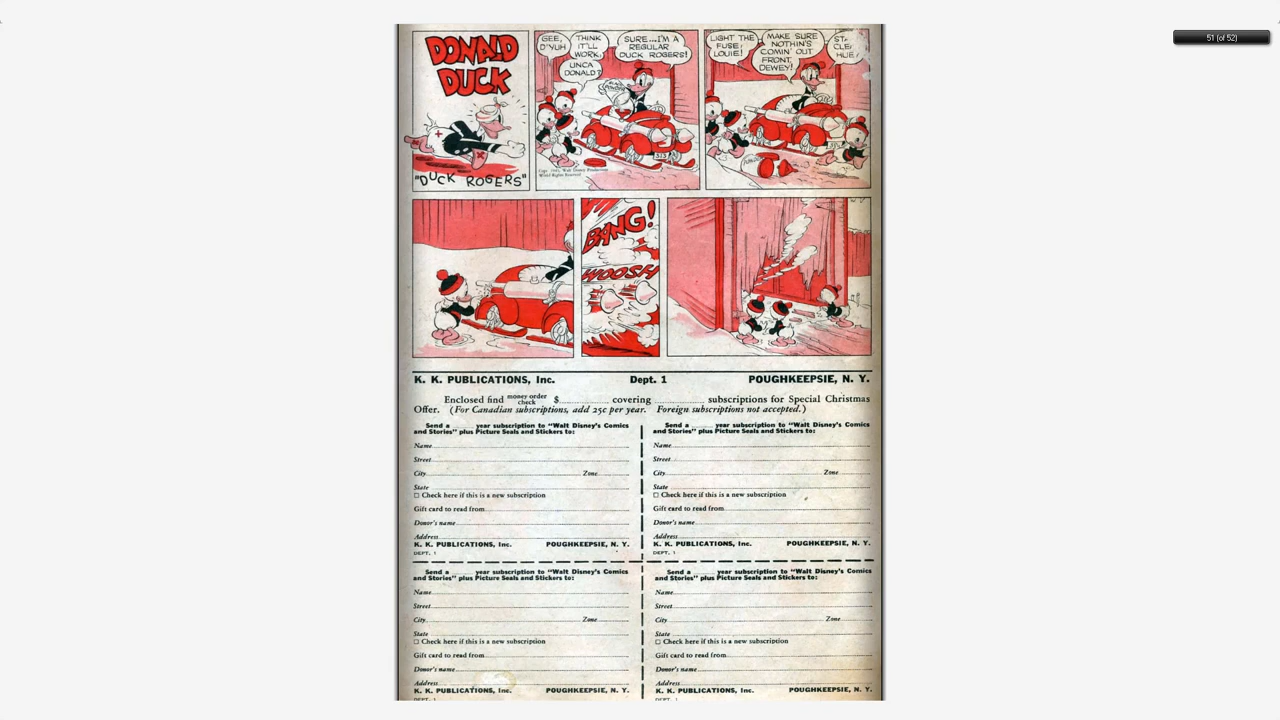 51 (of 52)
DONALD
DUCK
"DUCK ROGERS"
GEE,
D'YUH
THINK
IT'LL
WORK,
UNCA
DONALD?
SURE...I'M A
REGULAR
DUCK ROGERS!
LIGHT THE
FUSE,
LOUIE!
MAKE SURE
NOTHIN'S
COMIN' OUT
FRONT,
DEWEY!
313
BANG!
WOOSH
K. K. PUBLICATIONS, Inc. Dept. 1 POUGHKEEPSIE, N. Y.
Enclosed find money order check $ covering subscriptions for Special Christmas
Offer. (For Canadian subscriptions, add 25c per year. Foreign subscriptions not accepted.)
Send a year subscription to "Walt Disney's Comics
and Stories" plus Picture Seals and Stickers to:
Name
Street
City Zone
State
Check here if this is a new subscription
Gift card to read from
Donor's name
Address
K. K. PUBLICATIONS, Inc. POUGHKEEPSIE, N. Y.
DEPT. 1
Send a year subscription to "Walt Disney's Comics
and Stories" plus Picture Seals and Stickers to:
Name
Street
City Zone
State
Check here if this is a new subscription
Gift card to read from
Donor's name
Address
K. K. PUBLICATIONS, Inc. POUGHKEEPSIE, N. Y.
DEPT. 1
Send a year subscription to "Walt Disney's Comics
and Stories" plus Picture Seals and Stickers to:
Name
Street
City Zone
State
Check here if this is a new subscription
Gift card to read from
Donor's name
Address
K. K. PUBLICATIONS, Inc. POUGHKEEPSIE, N. Y.
DEPT. 1
Send a year subscription to "Walt Disney's Comics
and Stories" plus Picture Seals and Stickers to:
Name
Street
City Zone
State
Check here if this is a new subscription
Gift card to read from
Donor's name
Address
K. K. PUBLICATIONS, Inc. POUGHKEEPSIE, N. Y.
DEPT. 1